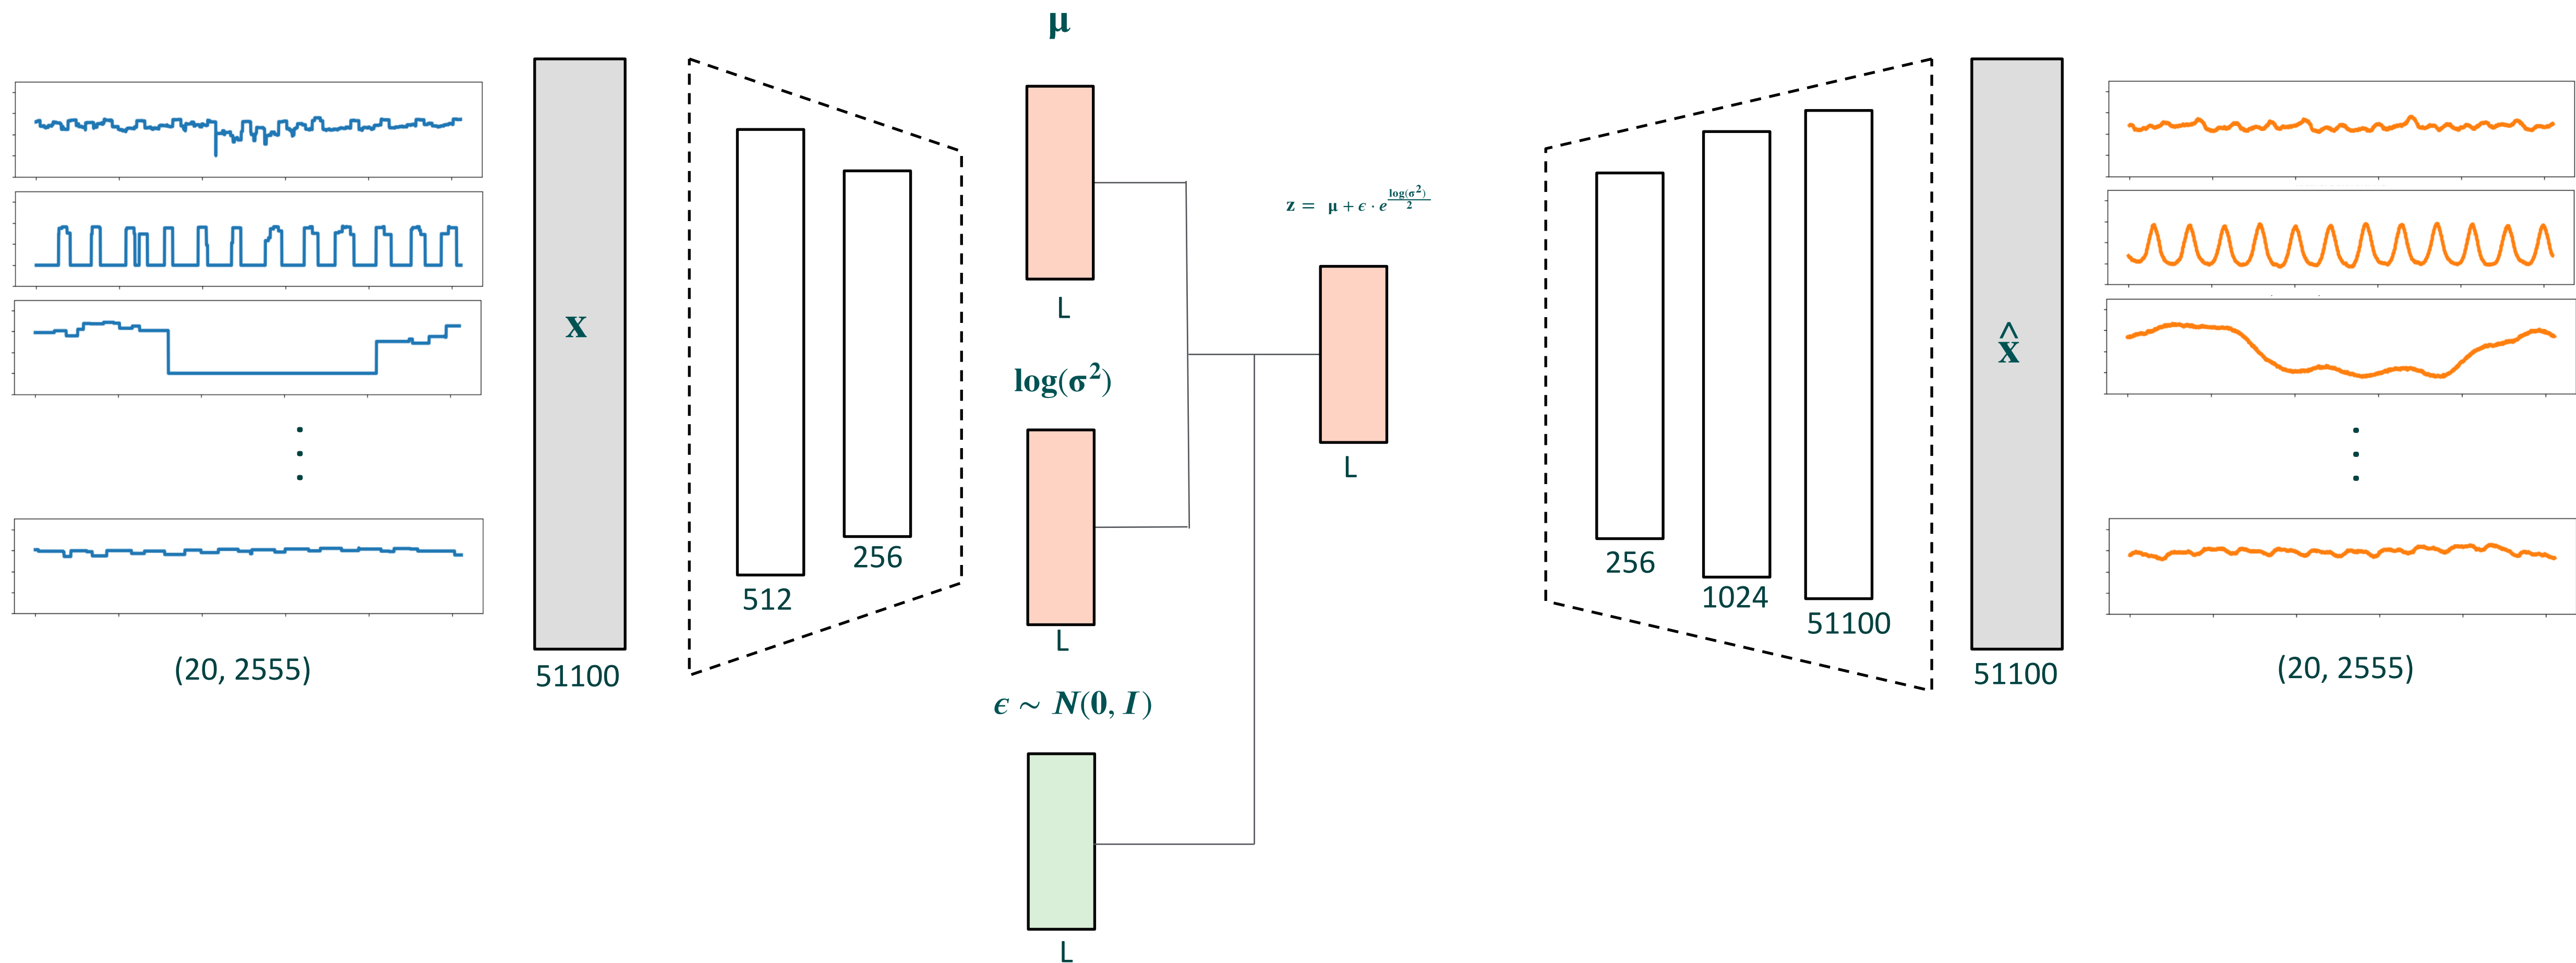 μ
L
log(σ²)
L
ϵ ~ N(0, I)
L
z = μ + ϵ · e^{log(σ²)/2}
L
x
51100
(20, 2555)
512
256
256
1024
51100
x̂
51100
(20, 2555)